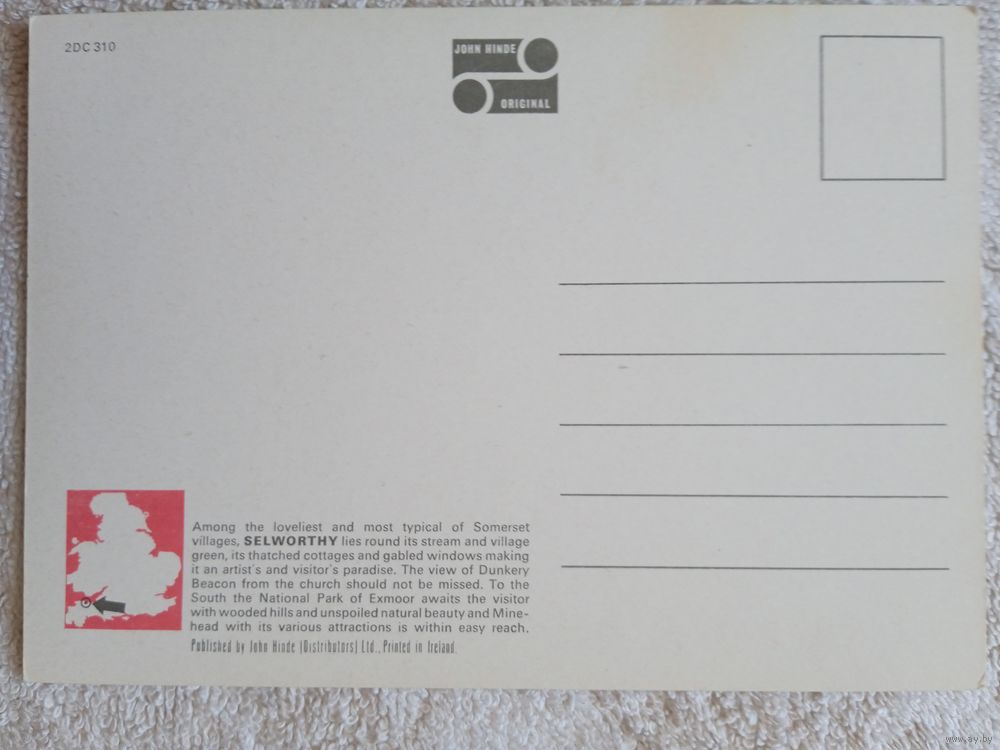 2DC 310
JOHN HINDE
ORIGINAL
Among the loveliest and most typical of Somerset
villages, SELWORTHY lies round its stream and village
green, its thatched cottages and gabled windows making
it an artist's and visitor's paradise. The view of Dunkery
Beacon from the church should not be missed. To the
South the National Park of Exmoor awaits the visitor
with wooded hills and unspoiled natural beauty and Mine-
head with its various attractions is within easy reach.
Published by John Hinde (Distributors) Ltd., Printed in Ireland.
www.ay.by